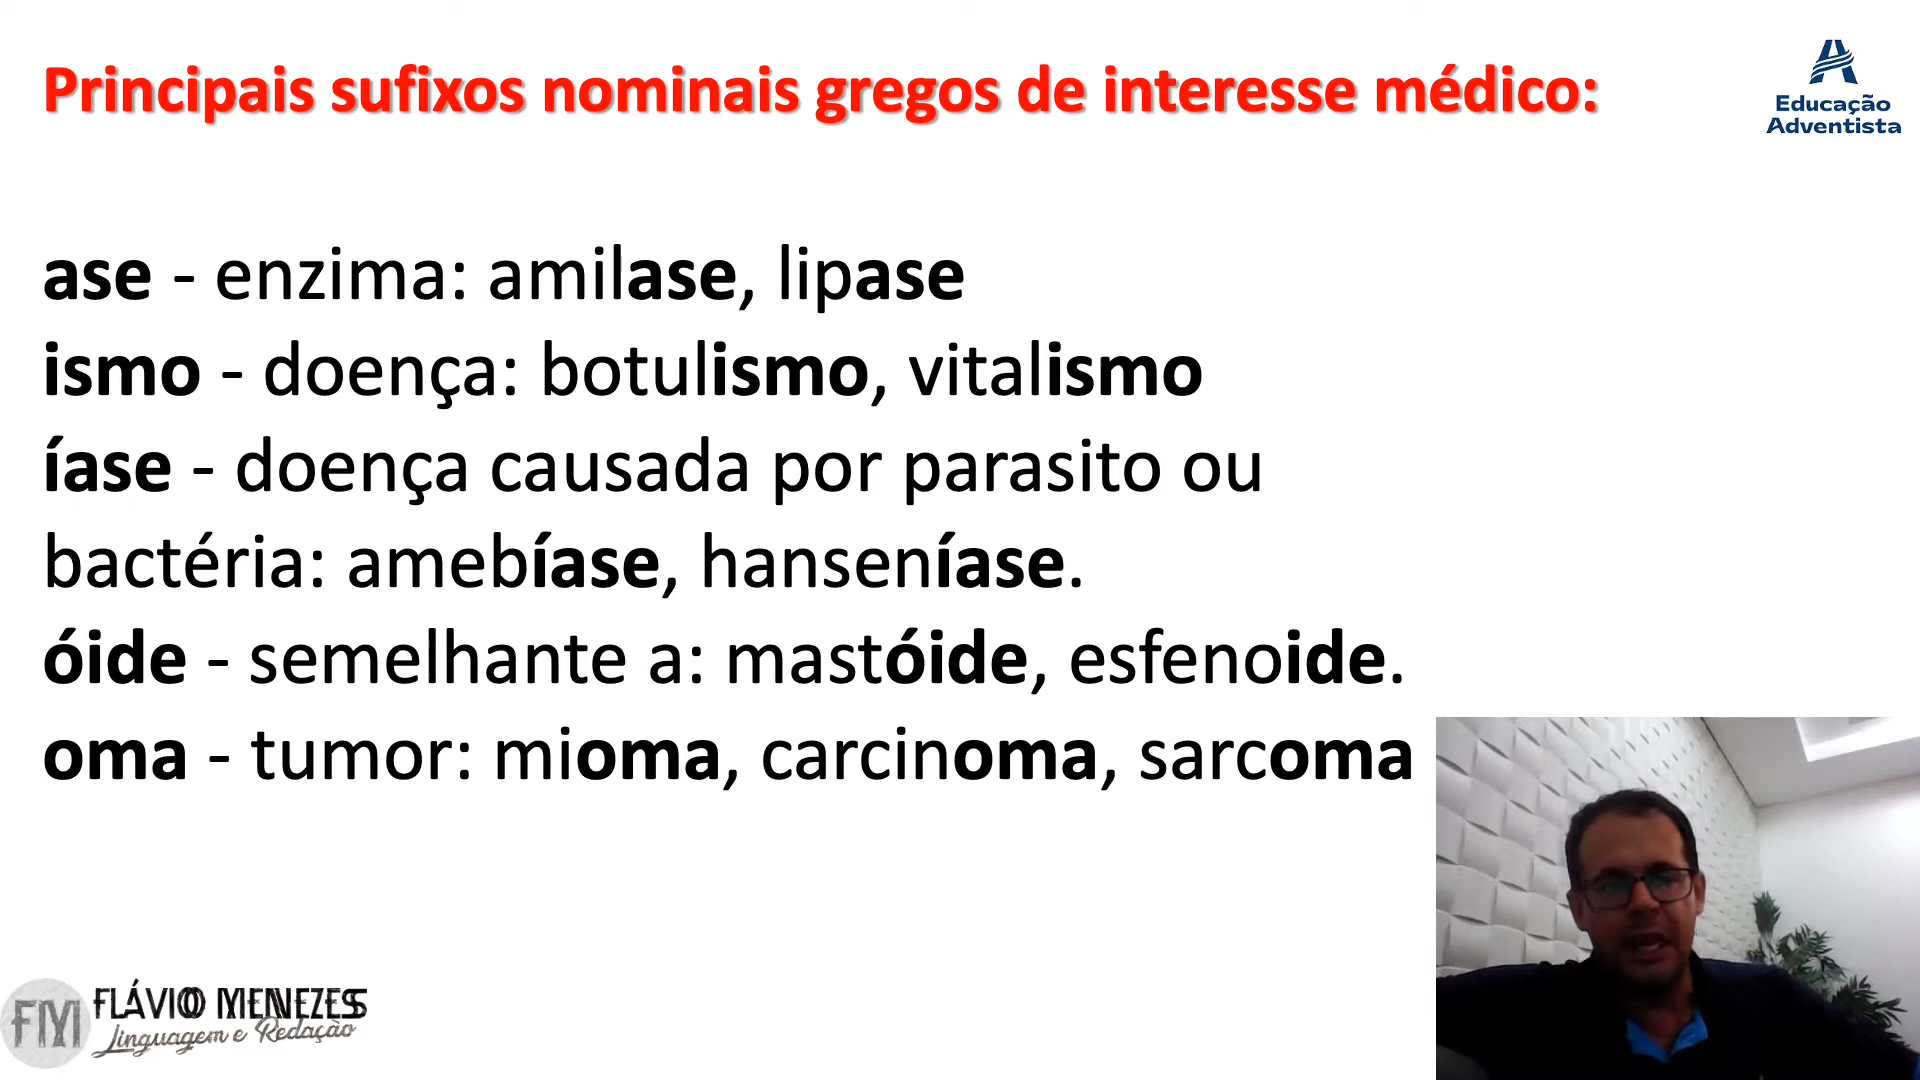 Principais sufixos nominais gregos de interesse médico:
Educação
Adventista
ase - enzima: amilase, lipase
ismo - doença: botulismo, vitalismo
íase - doença causada por parasito ou
bactéria: amebíase, hanseníase.
óide - semelhante a: mastóide, esfenoide.
oma - tumor: mioma, carcinoma, sarcoma
FM FLÁVIO MENEZES
Linguagem e Redação